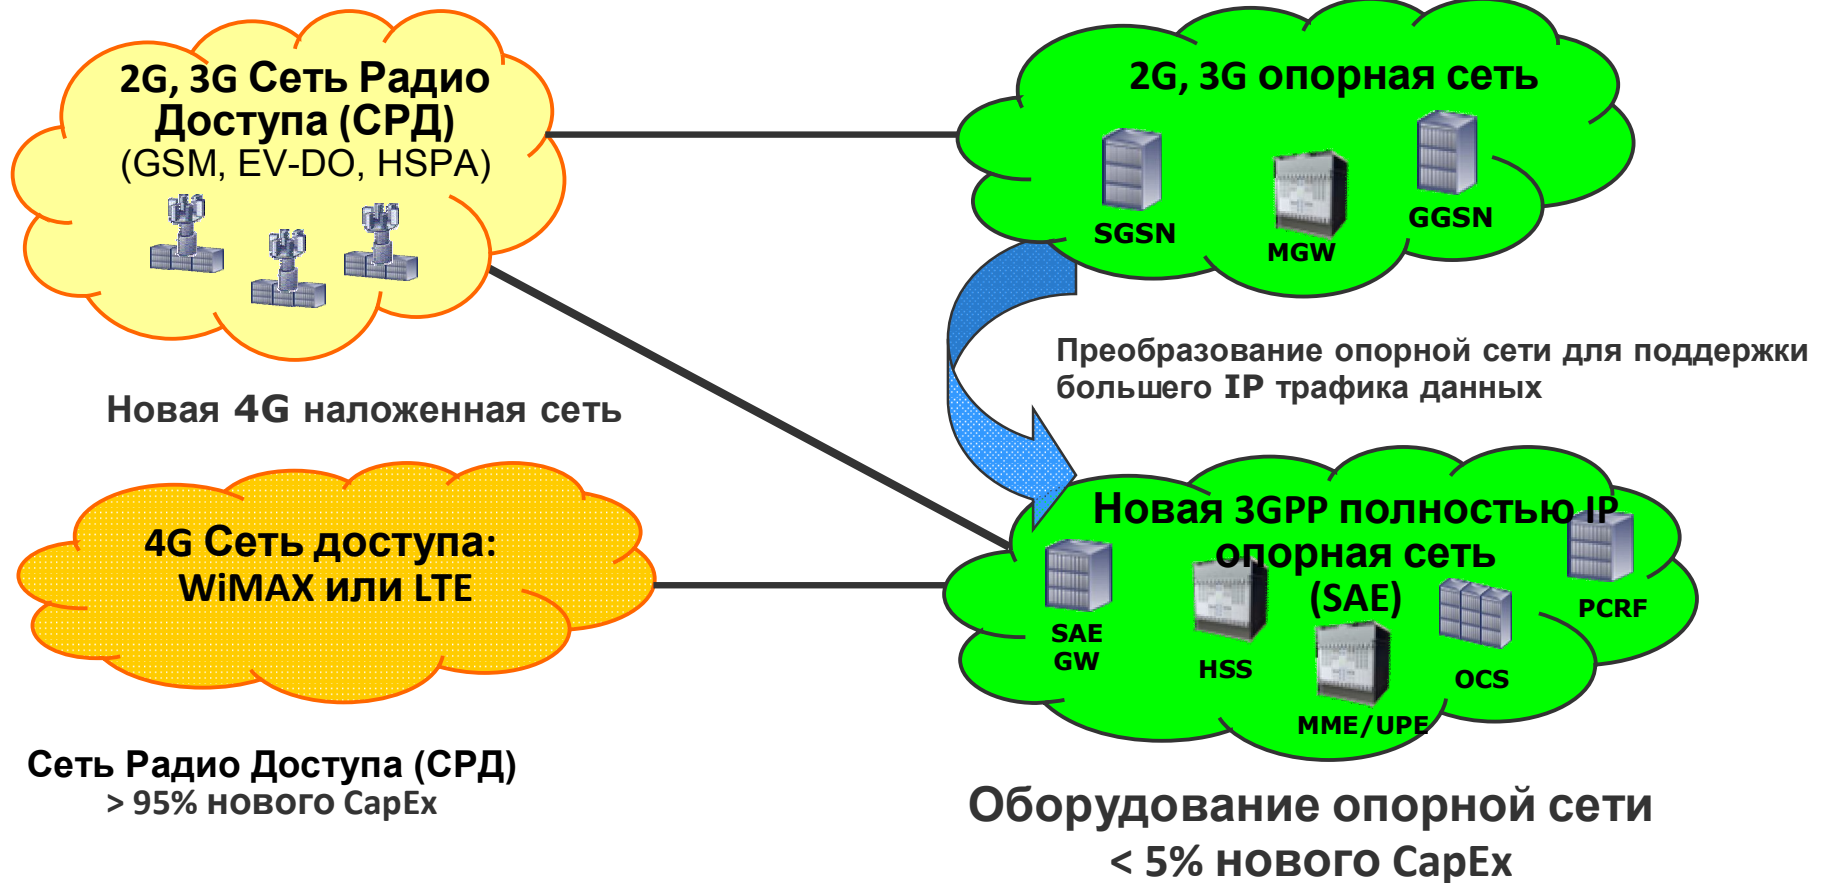 2G, 3G Сеть Радио
Доступа (СРД)
(GSM, EV-DO, HSPA)
2G, 3G опорная сеть
SGSN
MGW
GGSN
Преобразование опорной сети для поддержки
большего IP трафика данных
Новая 4G наложенная сеть
4G Сеть доступа:
WiMAX или LTE
Новая 3GPP полностью IP
опорная сеть
(SAE)
SAE
GW
HSS
MME/UPE
OCS
PCRF
Сеть Радио Доступа (СРД)
> 95% нового CapEx
Оборудование опорной сети
< 5% нового CapEx